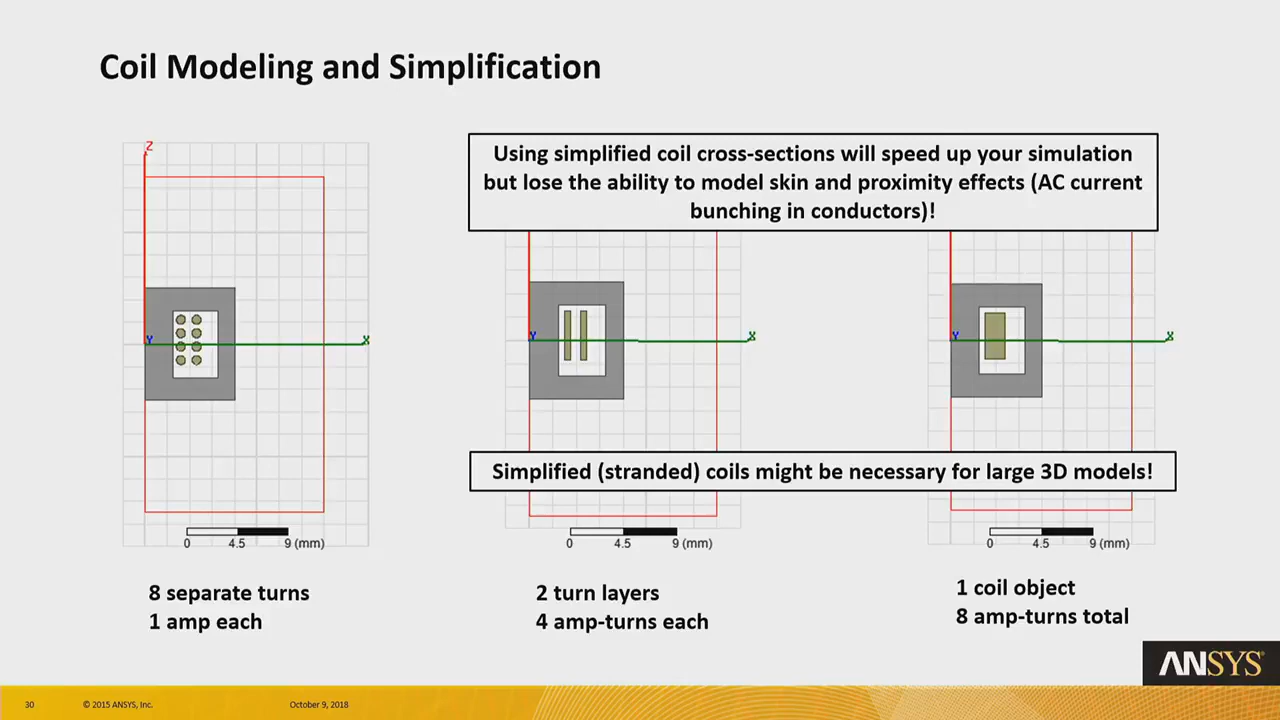 Coil Modeling and Simplification
Using simplified coil cross-sections will speed up your simulation
but lose the ability to model skin and proximity effects (AC current
bunching in conductors)!
Z
Y
X
Y
X
Y
X
Simplified (stranded) coils might be necessary for large 3D models!
0 4.5 9 (mm)
0 4.5 9 (mm)
0 4.5 9 (mm)
8 separate turns
1 amp each
2 turn layers
4 amp-turns each
1 coil object
8 amp-turns total
ANSYS®
30 © 2015 ANSYS, Inc. October 9, 2018